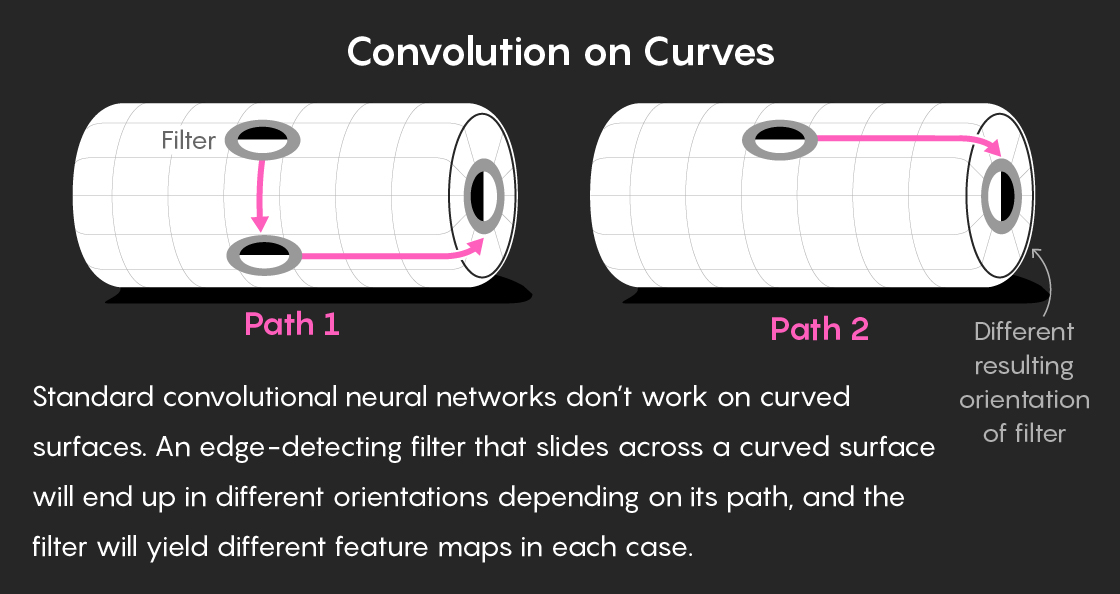 Convolution on Curves
Filter
Path 1
Path 2
Different
resulting
orientation
of filter
Standard convolutional neural networks don’t work on curved
surfaces. An edge-detecting filter that slides across a curved surface
will end up in different orientations depending on its path, and the
filter will yield different feature maps in each case.